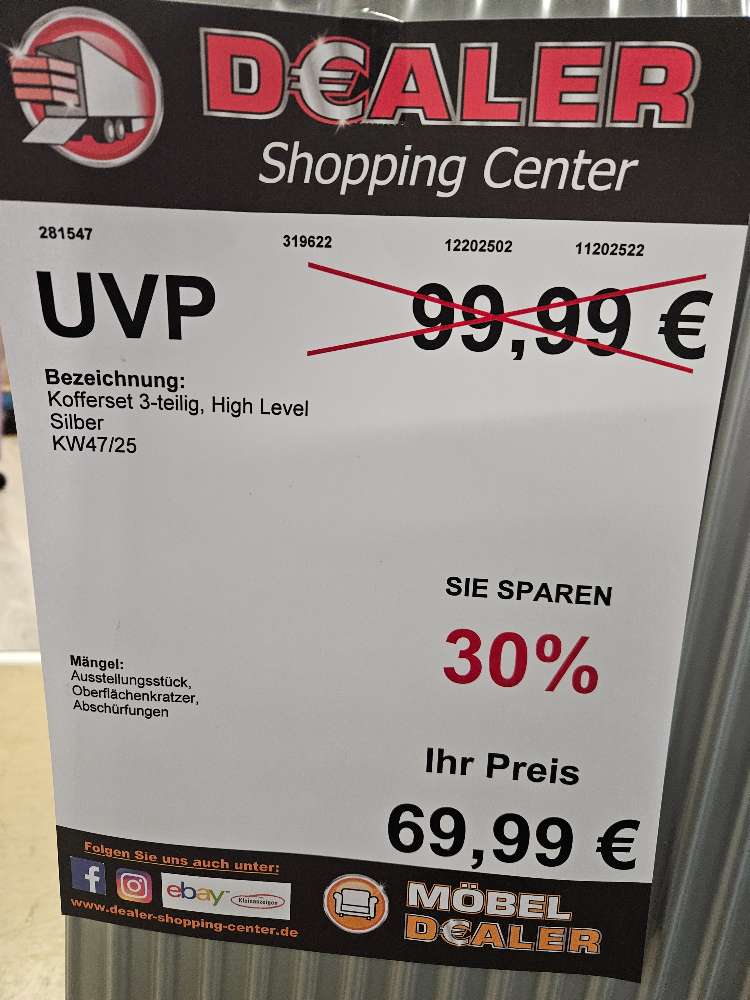 D€ALER
Shopping Center
281547 319622 12202502 11202522
UVP 99,99 €
Bezeichnung:
Kofferset 3-teilig, High Level
Silber
KW47/25
SIE SPAREN
30%
Mängel:
Ausstellungsstück,
Oberflächenkratzer,
Abschürfungen
Ihr Preis
69,99 €
Folgen Sie uns auch unter:
f ebay Kleinanzeigen
www.dealer-shopping-center.de
MÖBEL
D€ALER